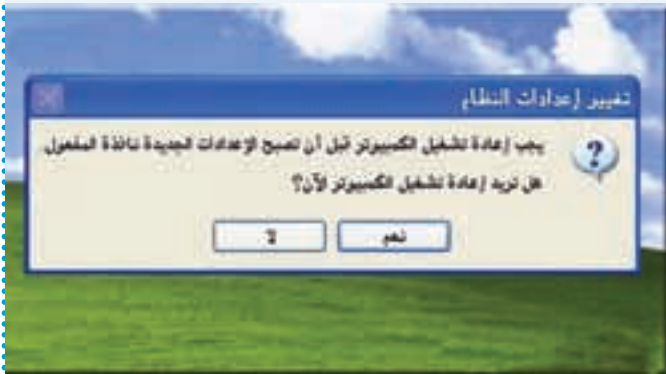 تغيير إعدادات النظام
يجب إعادة تشغيل الكمبيوتر قبل أن تصبح الإعدادات الجديدة نافذة المفعول.
هل تريد إعادة تشغيل الكمبيوتر الآن؟
نعم
لا